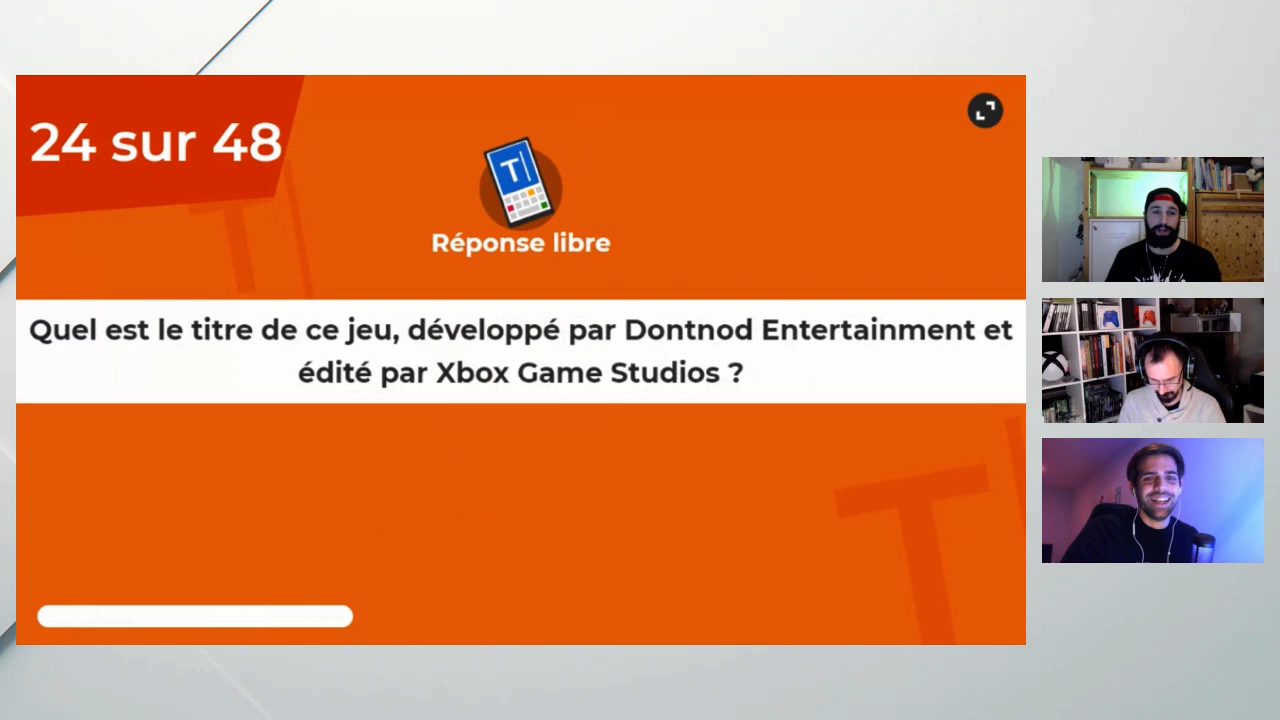 24 sur 48
T
Réponse libre
Quel est le titre de ce jeu, développé par Dontnod Entertainment et
édité par Xbox Game Studios ?